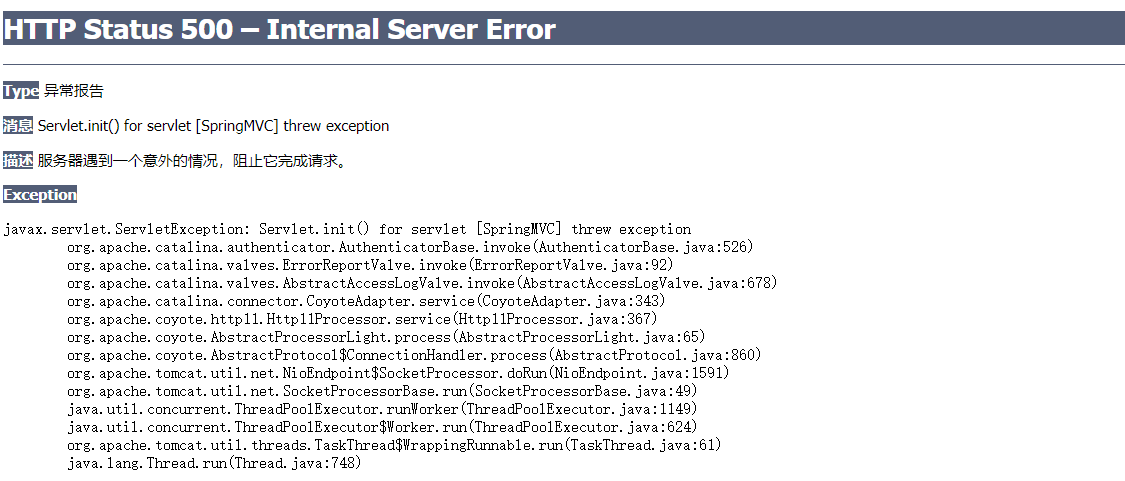 HTTP Status 500 – Internal Server Error
Type 异常报告
消息 Servlet.init() for servlet [SpringMVC] threw exception
描述 服务器遇到一个意外的情况，阻止它完成请求。
Exception
javax.servlet.ServletException: Servlet.init() for servlet [SpringMVC] threw exception
org.apache.catalina.authenticator.AuthenticatorBase.invoke(AuthenticatorBase.java:526)
org.apache.catalina.valves.ErrorReportValve.invoke(ErrorReportValve.java:92)
org.apache.catalina.valves.AbstractAccessLogValve.invoke(AbstractAccessLogValve.java:678)
org.apache.catalina.connector.CoyoteAdapter.service(CoyoteAdapter.java:343)
org.apache.coyote.http11.Http11Processor.service(Http11Processor.java:367)
org.apache.coyote.AbstractProcessorLight.process(AbstractProcessorLight.java:65)
org.apache.coyote.AbstractProtocol$ConnectionHandler.process(AbstractProtocol.java:860)
org.apache.tomcat.util.net.NioEndpoint$SocketProcessor.doRun(NioEndpoint.java:1591)
org.apache.tomcat.util.net.SocketProcessorBase.run(SocketProcessorBase.java:49)
java.util.concurrent.ThreadPoolExecutor.runWorker(ThreadPoolExecutor.java:1149)
java.util.concurrent.ThreadPoolExecutor$Worker.run(ThreadPoolExecutor.java:624)
org.apache.tomcat.util.threads.TaskThread$WrappingRunnable.run(TaskThread.java:61)
java.lang.Thread.run(Thread.java:748)